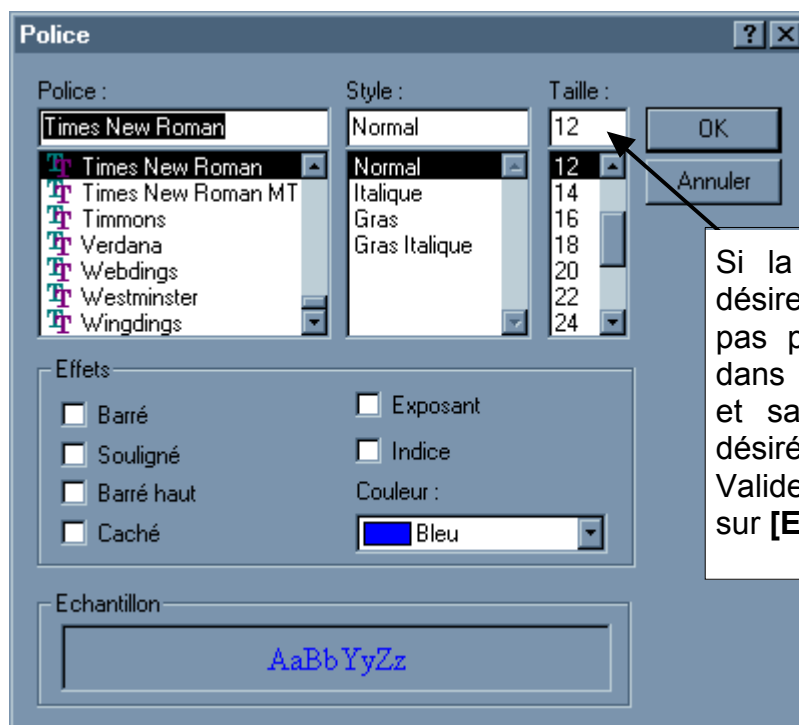 Police
Police :
Style :
Taille :
Times New Roman
Normal
12
OK
Annuler
Times New Roman
Times New Roman MT
Timmons
Verdana
Webdings
Westminster
Wingdings
Normal
Italique
Gras
Gras Italique
12
14
16
18
20
22
24
Si la
désire
pas p
dans
et sa
désiré
Valide
sur [E
Effets
Barré
Souligné
Barré haut
Caché
Exposant
Indice
Couleur :
Bleu
Echantillon
AaBbYyZz